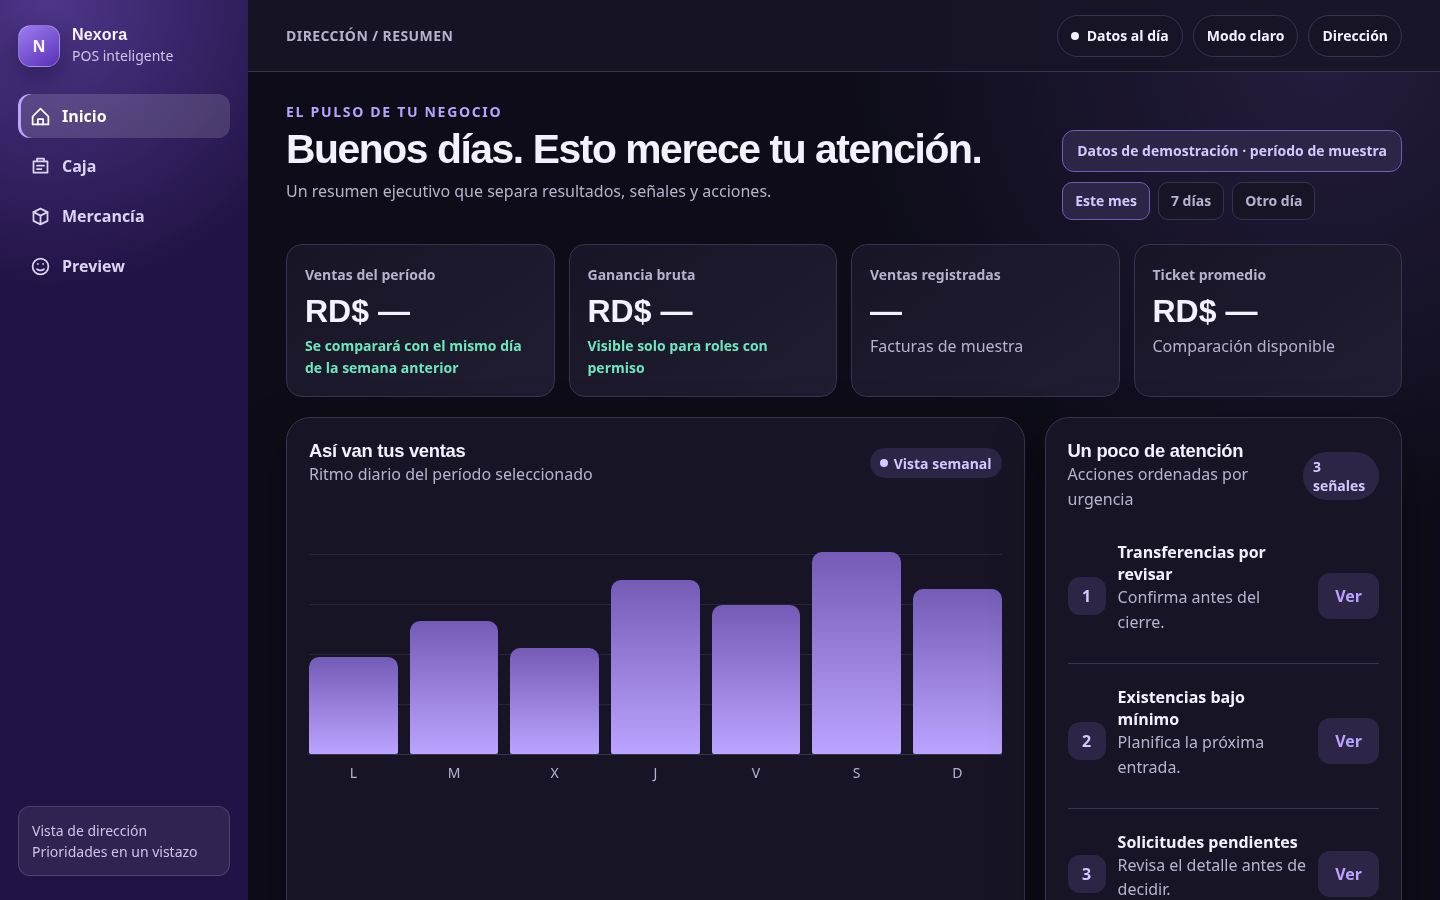 N
Nexora
POS inteligente
Inicio
Caja
Mercancía
Preview
Vista de dirección
Prioridades en un vistazo
DIRECCIÓN / RESUMEN
Datos al día
Modo claro
Dirección
EL PULSO DE TU NEGOCIO
Buenos días. Esto merece tu atención.
Un resumen ejecutivo que separa resultados, señales y acciones.
Datos de demostración · período de muestra
Este mes
7 días
Otro día
Ventas del período
RD$ —
Se comparará con el mismo día
de la semana anterior
Ganancia bruta
RD$ —
Visible solo para roles con
permiso
Ventas registradas
—
Facturas de muestra
Ticket promedio
RD$ —
Comparación disponible
Así van tus ventas
Ritmo diario del período seleccionado
Vista semanal
L
M
X
J
V
S
D
Un poco de atención
Acciones ordenadas por
urgencia
3
señales
1
Transferencias por
revisar
Confirma antes del
cierre.
Ver
2
Existencias bajo
mínimo
Planifica la próxima
entrada.
Ver
3
Solicitudes pendientes
Revisa el detalle antes de
decidir.
Ver